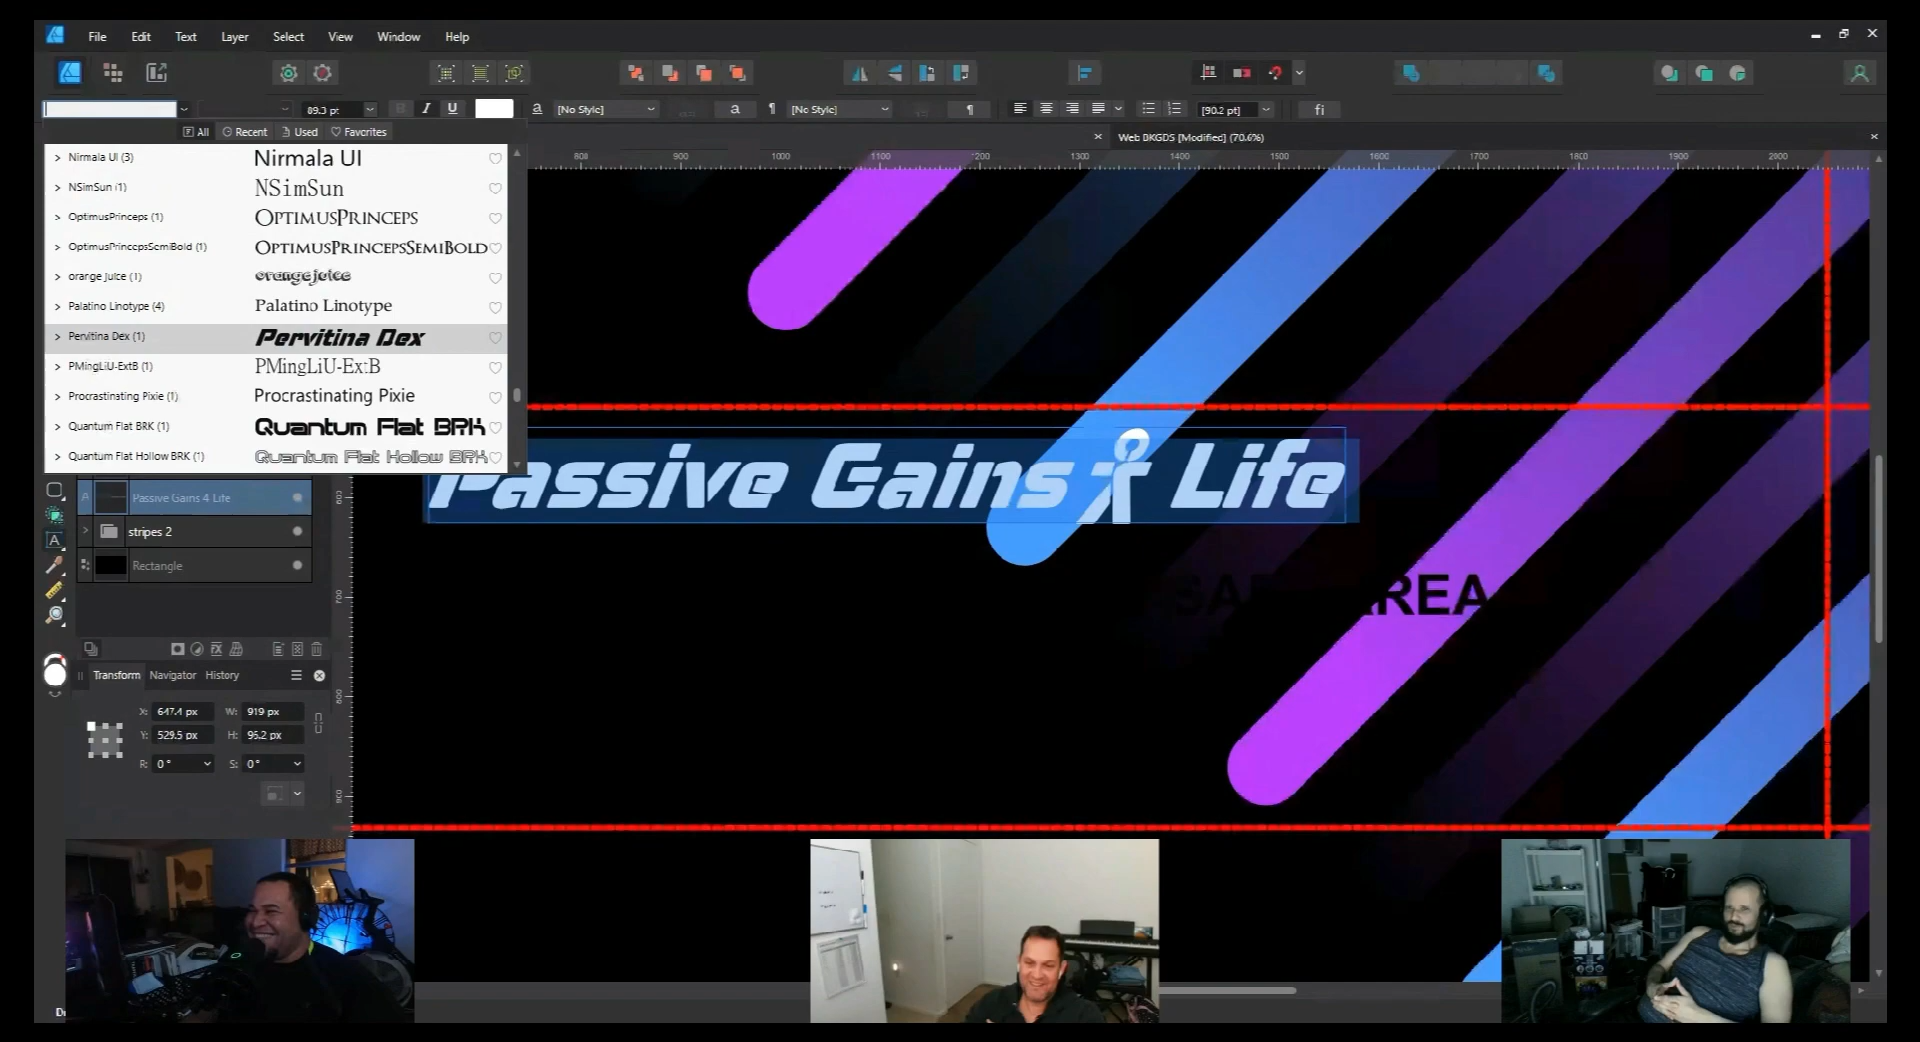 File Edit Text Layer Select View Window Help
89.3 pt B I U a [No Style] a ¶ [No Style] ¶ [90.2 pt] fi
All Recent Used Favorites
Web BKGDS [Modified] (70.6%)
800 900 1000 1100 1200 1300 1400 1500 1600 1700 1800 1900 2000
Nirmala UI (3) Nirmala UI
NSimSun (1) NSimSun
OptimusPrinceps (1) OptimusPrinceps
OptimusPrincepsSemiBold (1) OptimusPrincepsSemiBold
orange juice (1) orange juice
Palatino Linotype (4) Palatino Linotype
Pervitina Dex (1) Pervitina Dex
PMingLiU-ExtB (1) PMingLiU-ExtB
Procrastinating Pixie (1) Procrastinating Pixie
Quantum Flat BRK (1) Quantum Flat BRK
Quantum Flat Hollow BRK (1) Quantum Flat Hollow BRK
Passive Gains Life
Passive Gains 4 Life
stripes 2
Rectangle
700
800
900
Transform Navigator History
X: 647.4 px W: 919 px
Y: 529.5 px H: 95.2 px
R: 0° S: 0°